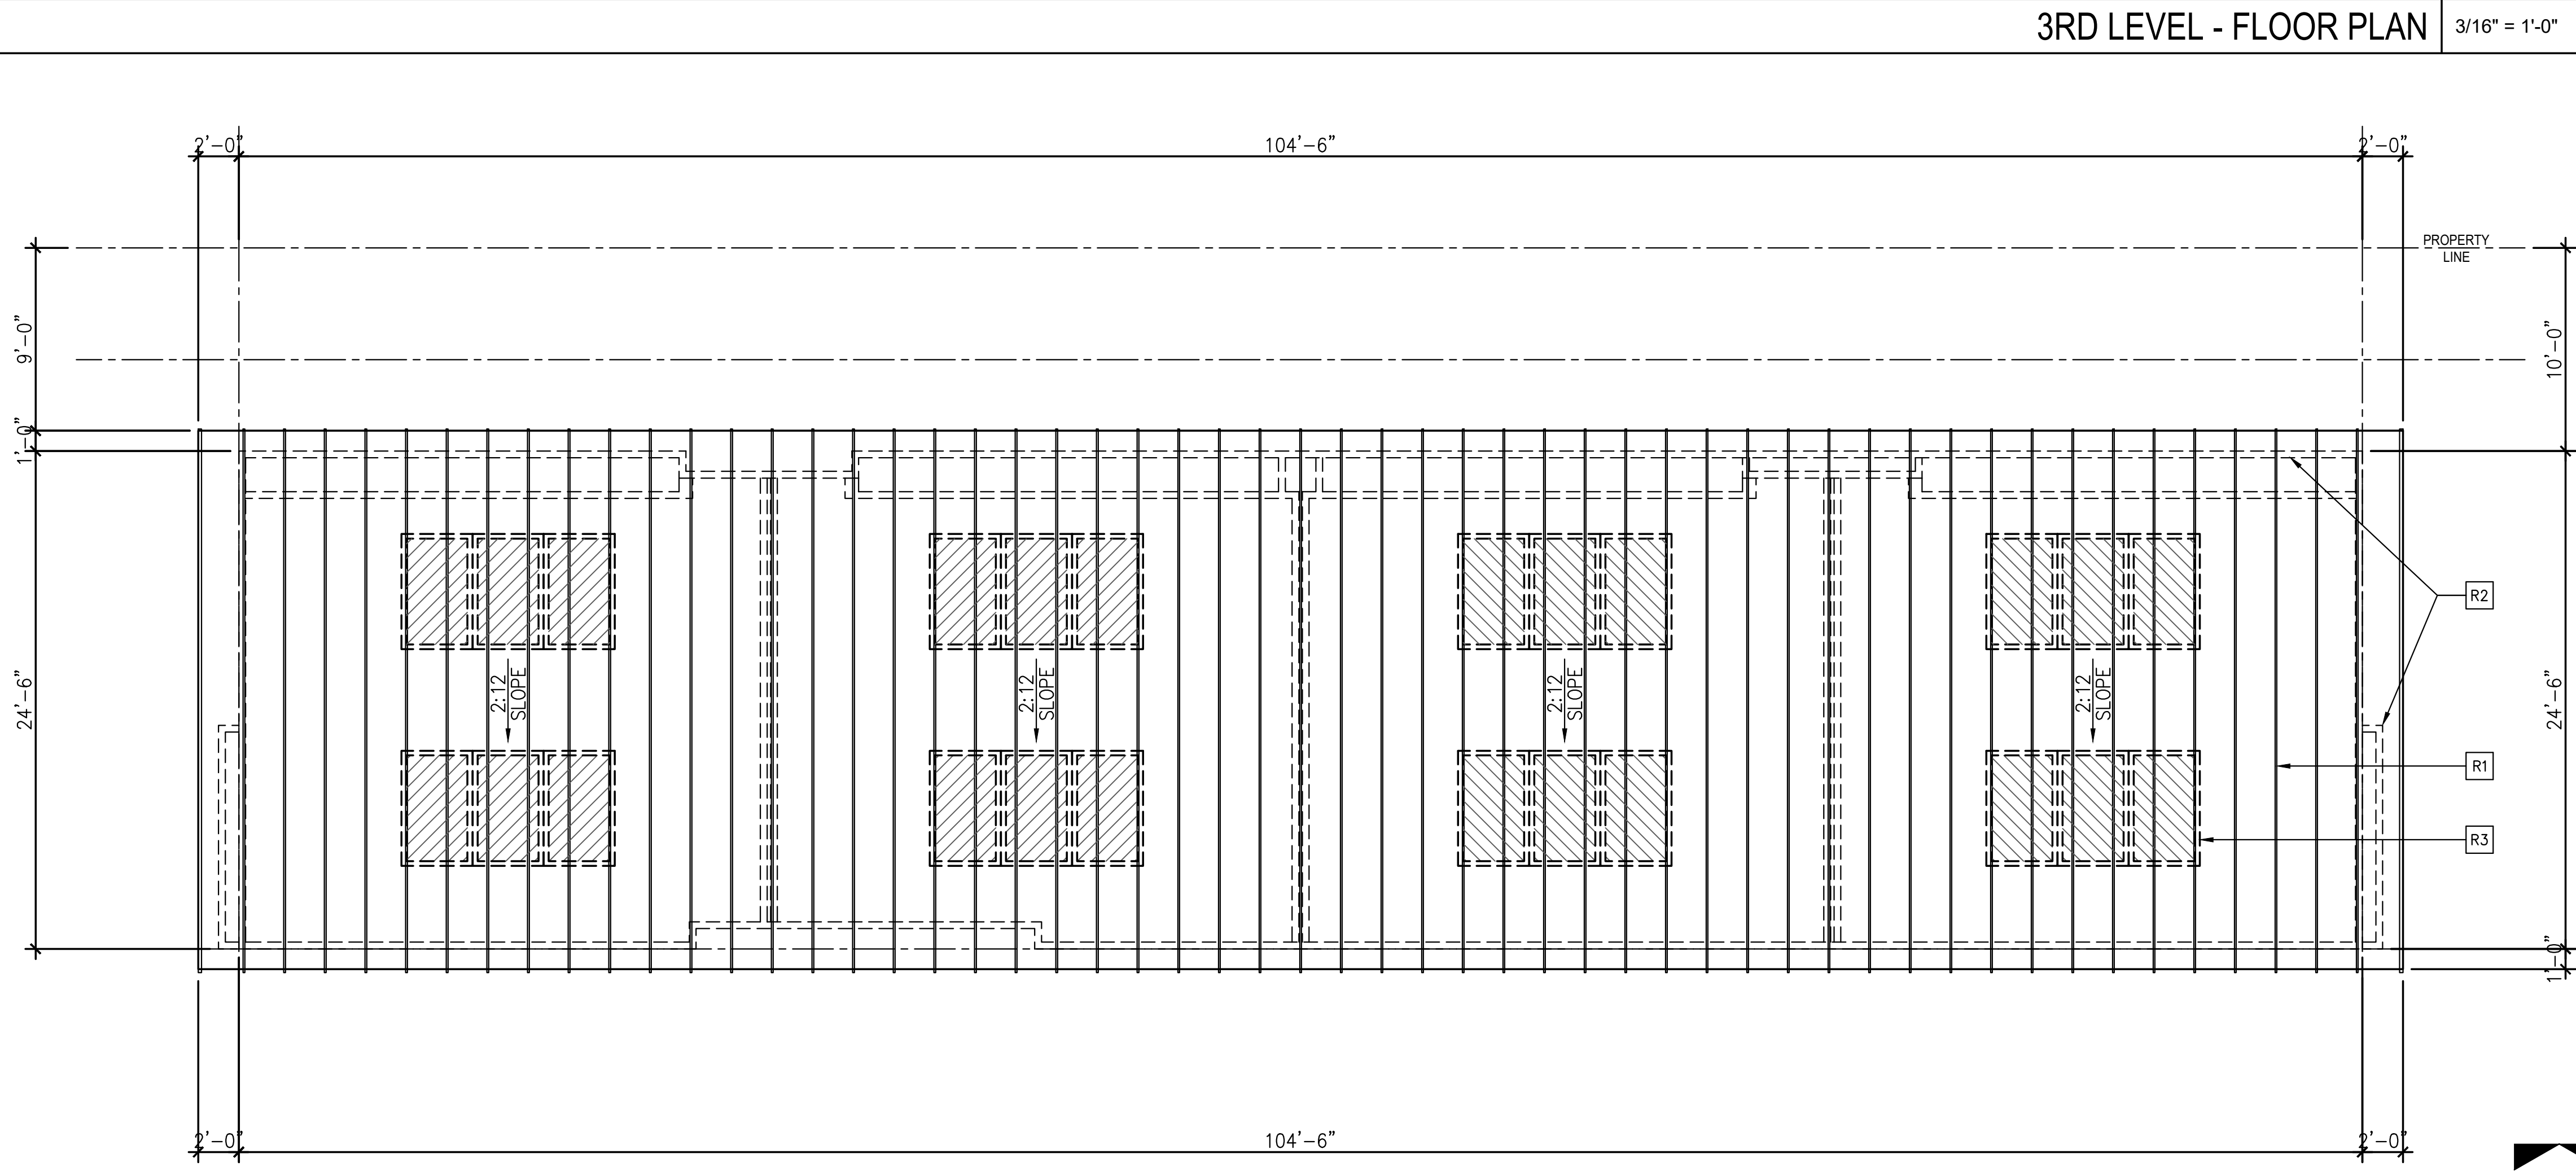 3RD LEVEL - FLOOR PLAN
3/16" = 1'-0"
2'-0"
104'-6"
2'-0"
PROPERTY
LINE
9'-0"
10'-0"
1'-0"
R2
2:12
SLOPE
2:12
SLOPE
2:12
SLOPE
2:12
SLOPE
24'-6"
24'-6"
R1
R3
1'-0"
2'-0"
104'-6"
2'-0"